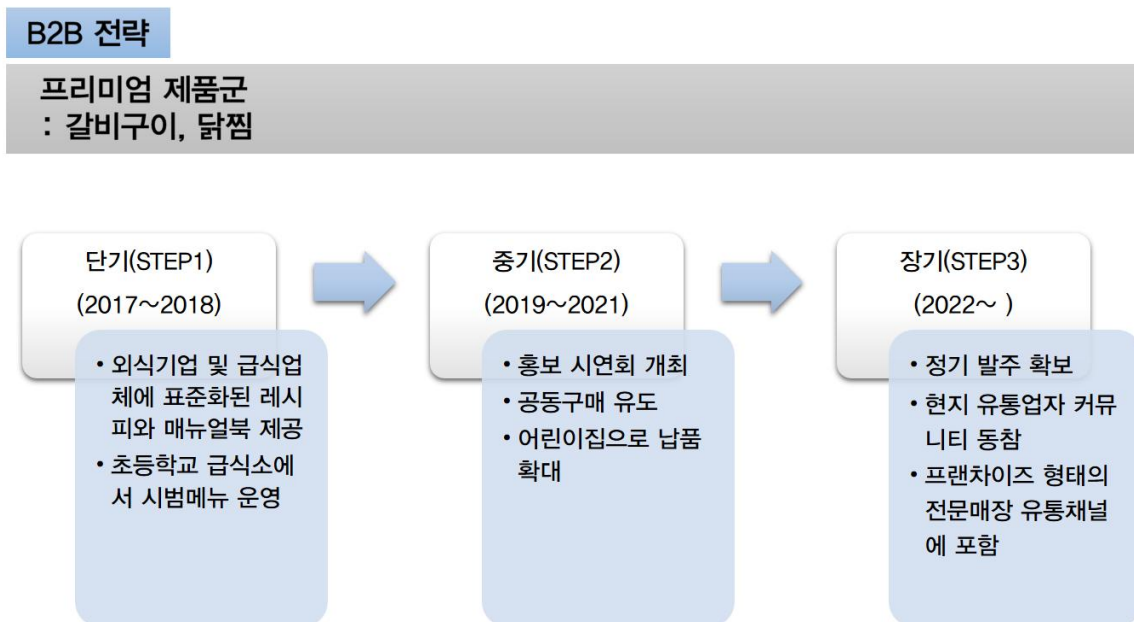 B2B 전략
프리미엄 제품군
: 갈비구이, 닭찜
단기(STEP1)
(2017~2018)
• 외식기업 및 급식업
체에 표준화된 레시
피와 매뉴얼북 제공
• 초등학교 급식소에
서 시범메뉴 운영
중기(STEP2)
(2019~2021)
• 홍보 시연회 개최
• 공동구매 유도
• 어린이집으로 납품
확대
장기(STEP3)
(2022~ )
• 정기 발주 확보
• 현지 유통업자 커뮤
니티 동참
• 프랜차이즈 형태의
전문매장 유통채널
에 포함